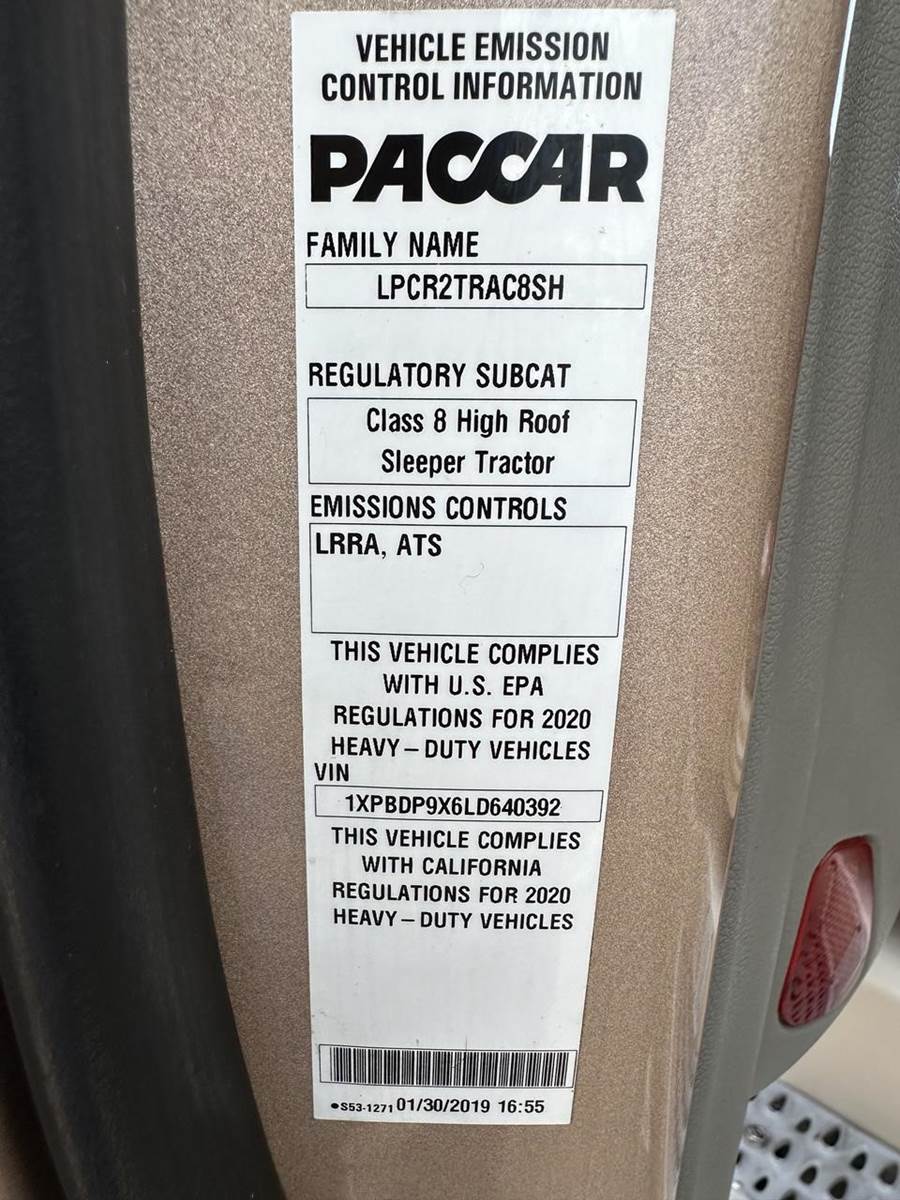 VEHICLE EMISSION
CONTROL INFORMATION
PACCAR
FAMILY NAME
LPCR2TRAC8SH
REGULATORY SUBCAT
Class 8 High Roof
Sleeper Tractor
EMISSIONS CONTROLS
LRRA, ATS
THIS VEHICLE COMPLIES
WITH U.S. EPA
REGULATIONS FOR 2020
HEAVY–DUTY VEHICLES
VIN
1XPBDP9X6LD640392
THIS VEHICLE COMPLIES
WITH CALIFORNIA
REGULATIONS FOR 2020
HEAVY–DUTY VEHICLES
●S53-1271 01/30/2019 16:55